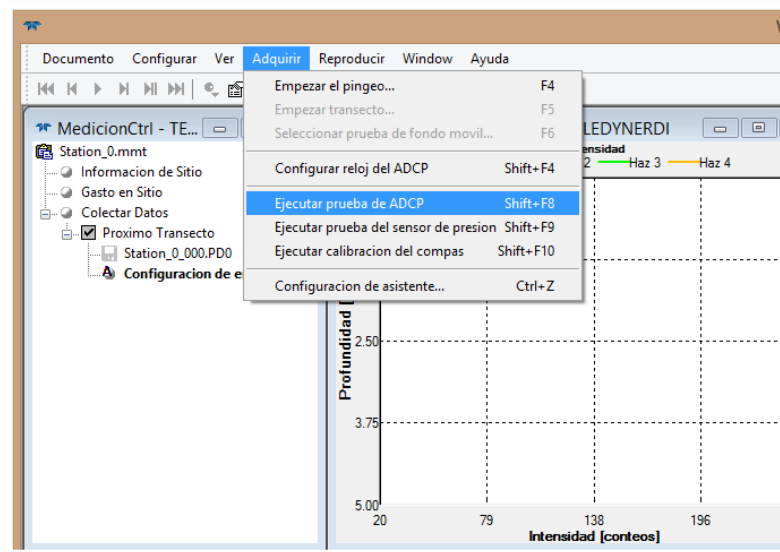 Documento Configurar Ver Adquirir Reproducir Window Ayuda
Empezar el pingeo... F4
Empezar transecto... F5
Seleccionar prueba de fondo movil... F6
Configurar reloj del ADCP Shift+F4
Ejecutar prueba de ADCP Shift+F8
Ejecutar prueba del sensor de presion Shift+F9
Ejecutar calibracion del compas Shift+F10
Configuracion de asistente... Ctrl+Z
MedicionCtrl - TE...
Station_0.mmt
Informacion de Sitio
Gasto en Sitio
Colectar Datos
Proximo Transecto
Station_0_000.PD0
Configuracion de e
LEDYNERDI
ensidad
2 Haz 3 Haz 4
Profundidad [
2.50
3.75
5.00
20 79 138 196
Intensidad [conteos]